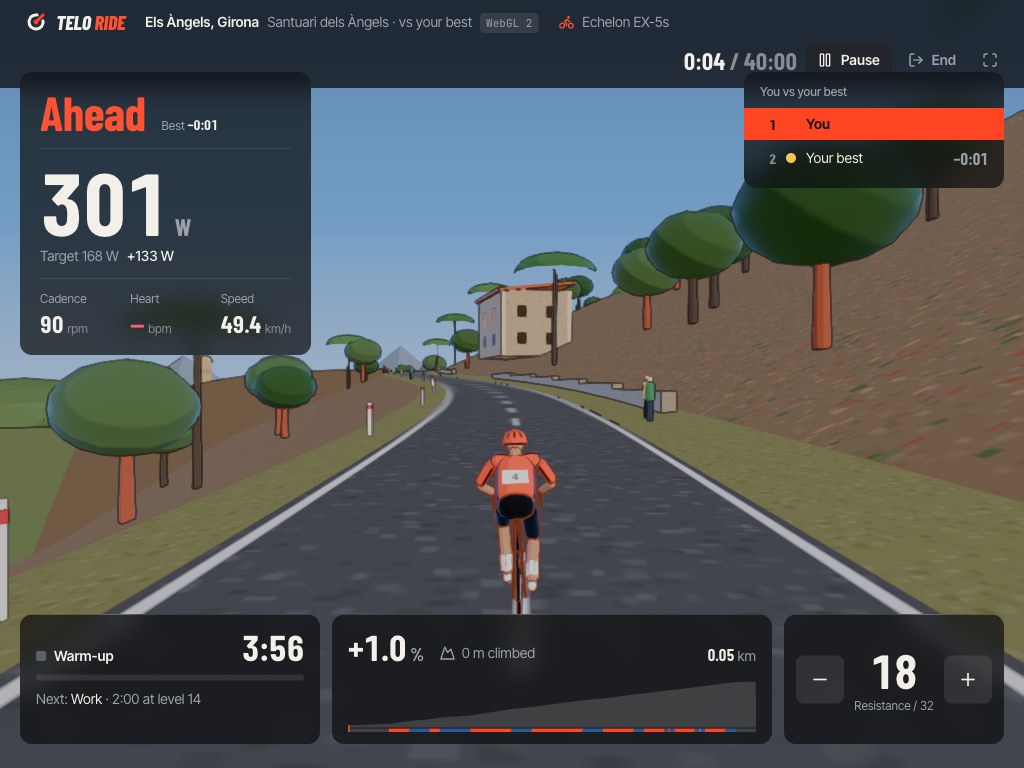 TELO RIDE Els Àngels, Girona Santuari dels Àngels · vs your best WebGL 2 Echelon EX-5s
0:04 / 40:00 Pause End
Ahead Best −0:01
301 W
Target 168 W +133 W
Cadence Heart Speed
90 rpm – bpm 49.4 km/h
You vs your best
1 You
2 Your best −0:01
4
Warm-up 3:56
Next: Work · 2:00 at level 14
+1.0 % 0 m climbed 0.05 km
− 18 +
Resistance / 32